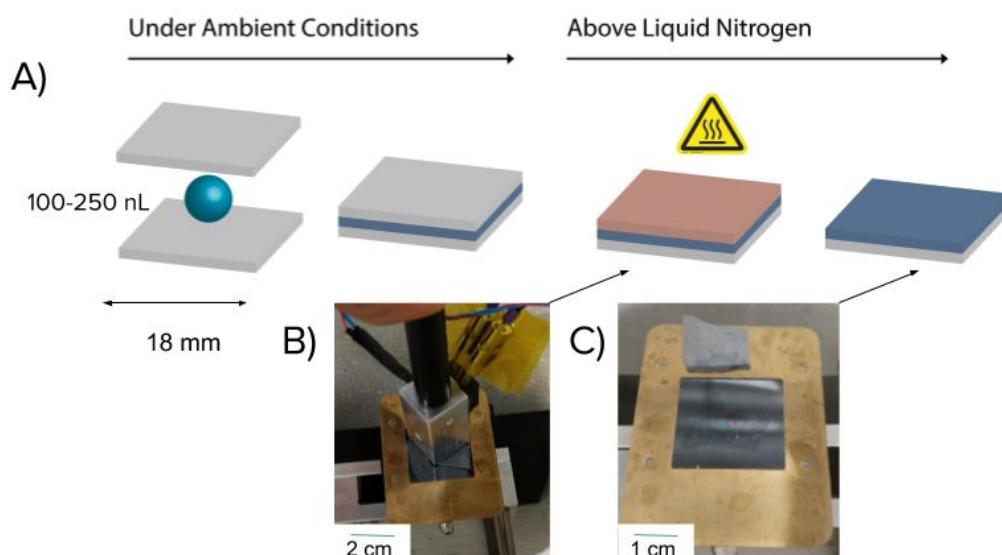 Under Ambient Conditions
Above Liquid Nitrogen
A)
100-250 nL
18 mm
B)
C)
2 cm
1 cm